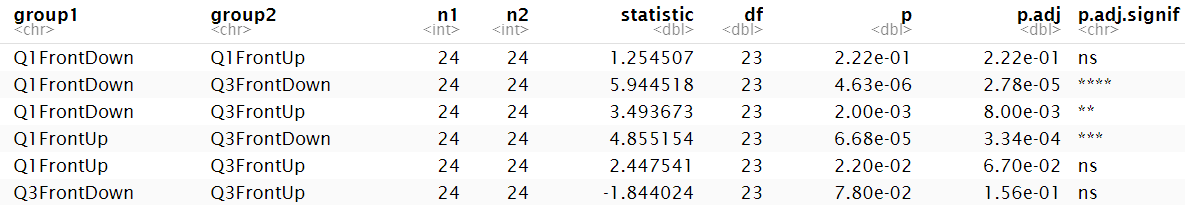 group1 group2 n1 n2 statistic df p p.adj p.adj.signif
<chr> <chr> <int> <int> <dbl> <dbl> <dbl> <dbl> <chr>
Q1FrontDown Q1FrontUp 24 24 1.254507 23 2.22e-01 2.22e-01 ns
Q1FrontDown Q3FrontDown 24 24 5.944518 23 4.63e-06 2.78e-05 ****
Q1FrontDown Q3FrontUp 24 24 3.493673 23 2.00e-03 8.00e-03 **
Q1FrontUp Q3FrontDown 24 24 4.855154 23 6.68e-05 3.34e-04 ***
Q1FrontUp Q3FrontUp 24 24 2.447541 23 2.20e-02 6.70e-02 ns
Q3FrontDown Q3FrontUp 24 24 -1.844024 23 7.80e-02 1.56e-01 ns